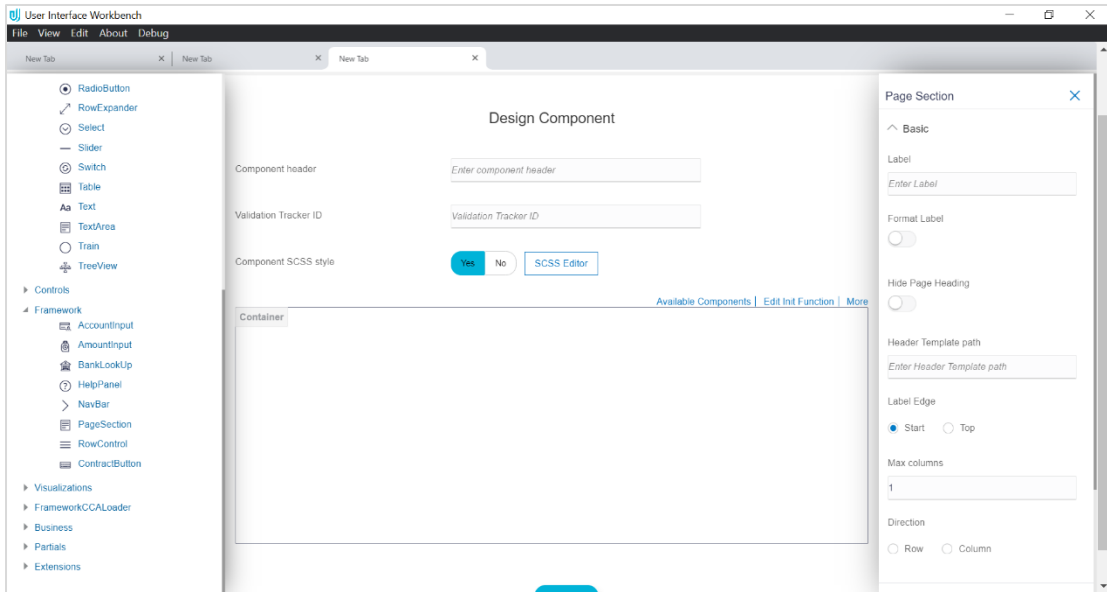 User Interface Workbench
File View Edit About Debug
New Tab
New Tab
New Tab
RadioButton
RowExpander
Select
Slider
Switch
Table
Aa Text
TextArea
Train
TreeView
Controls
Framework
AccountInput
AmountInput
BankLookUp
HelpPanel
NavBar
PageSection
RowControl
ContractButton
Visualizations
FrameworkCCALoader
Business
Partials
Extensions
Design Component
Component header
Enter component header
Validation Tracker ID
Validation Tracker ID
Component SCSS style
Yes No SCSS Editor
Available Components | Edit Init Function | More
Container
Page Section
Basic
Label
Enter Label
Format Label
Hide Page Heading
Header Template path
Enter Header Template path
Label Edge
Start Top
Max columns
1
Direction
Row Column